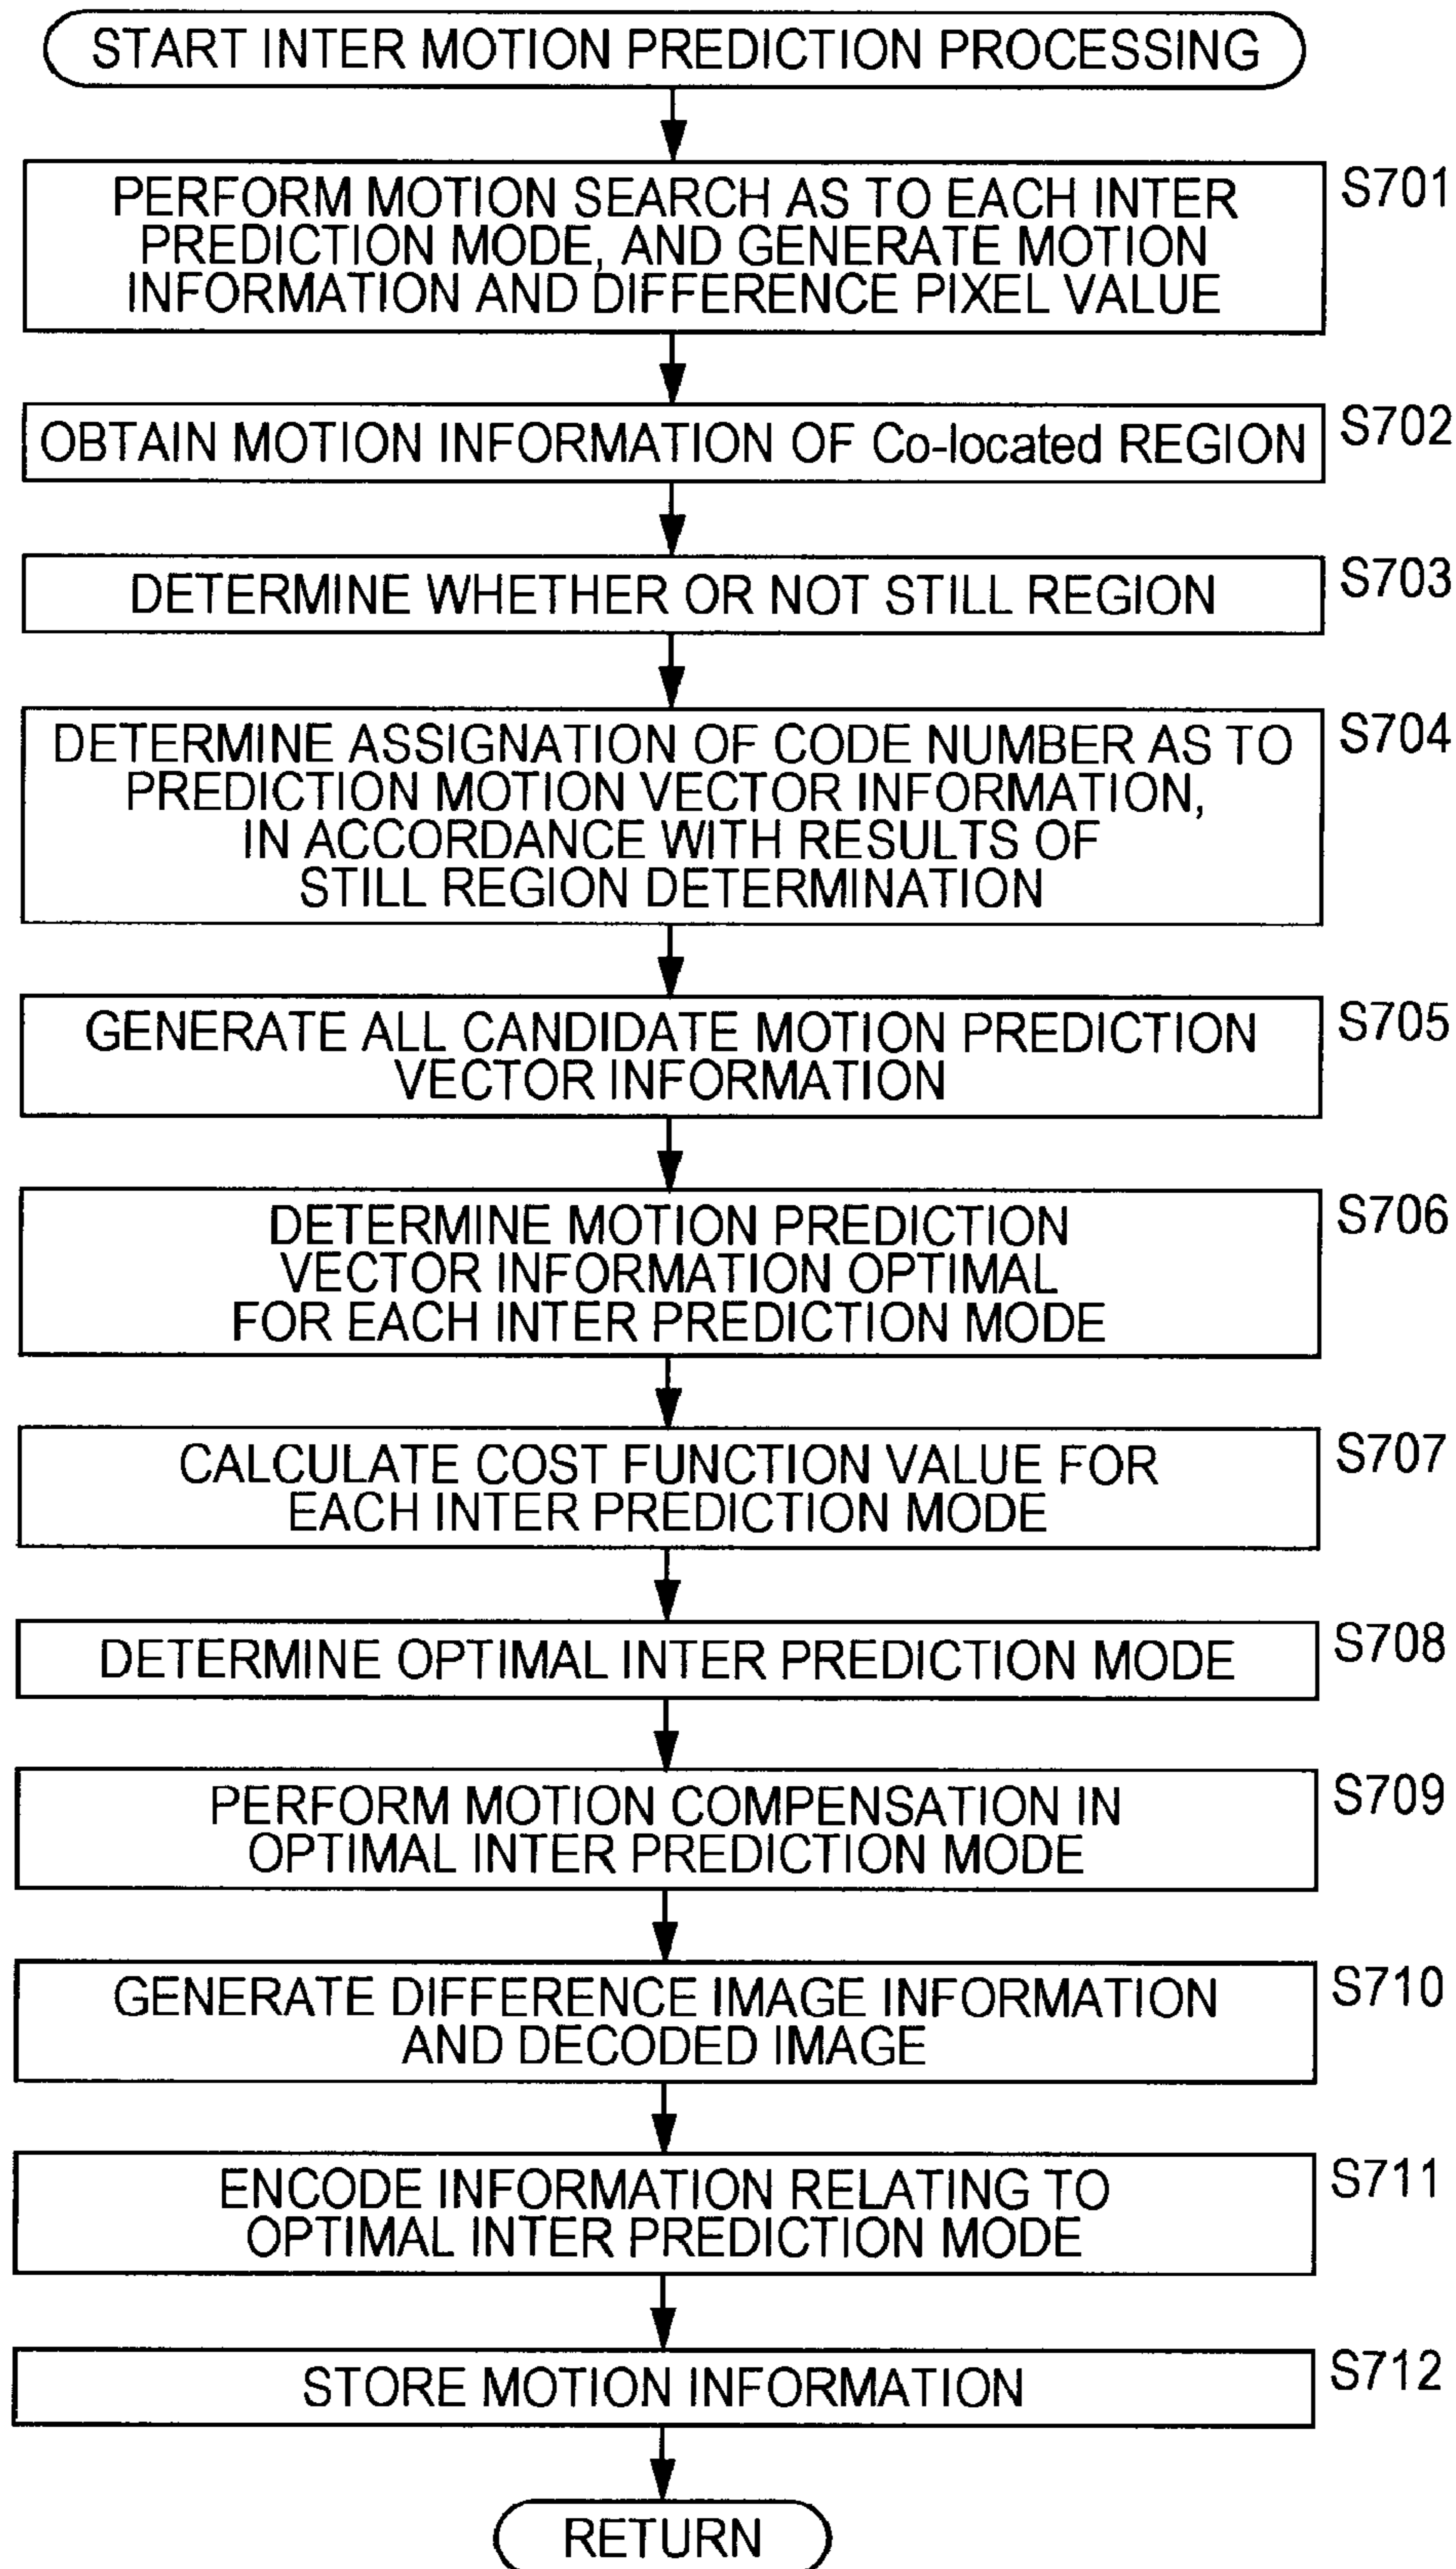 START INTER MOTION PREDICTION PROCESSING
PERFORM MOTION SEARCH AS TO EACH INTER
PREDICTION MODE, AND GENERATE MOTION
INFORMATION AND DIFFERENCE PIXEL VALUE
S701
OBTAIN MOTION INFORMATION OF Co-located REGION
S702
DETERMINE WHETHER OR NOT STILL REGION
S703
DETERMINE ASSIGNATION OF CODE NUMBER AS TO
PREDICTION MOTION VECTOR INFORMATION,
IN ACCORDANCE WITH RESULTS OF
STILL REGION DETERMINATION
S704
GENERATE ALL CANDIDATE MOTION PREDICTION
VECTOR INFORMATION
S705
DETERMINE MOTION PREDICTION
VECTOR INFORMATION OPTIMAL
FOR EACH INTER PREDICTION MODE
S706
CALCULATE COST FUNCTION VALUE FOR
EACH INTER PREDICTION MODE
S707
DETERMINE OPTIMAL INTER PREDICTION MODE
S708
PERFORM MOTION COMPENSATION IN
OPTIMAL INTER PREDICTION MODE
S709
GENERATE DIFFERENCE IMAGE INFORMATION
AND DECODED IMAGE
S710
ENCODE INFORMATION RELATING TO
OPTIMAL INTER PREDICTION MODE
S711
STORE MOTION INFORMATION
S712
RETURN